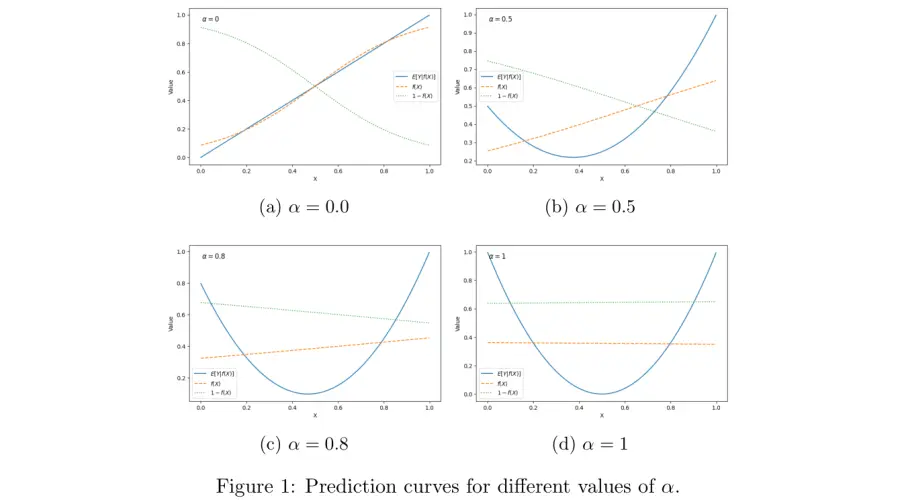 α = 0
1.0
0.8
0.6
0.4
0.2
0.0
Value
E[Y|f(X)]
f(X)
1 − f(X)
0.0 0.2 0.4 0.6 0.8 1.0
X
(a) α = 0.0
α = 0.5
1.0
0.9
0.8
0.7
0.6
0.5
0.4
0.3
0.2
Value
E[Y|f(X)]
f(X)
1 − f(X)
0.0 0.2 0.4 0.6 0.8 1.0
X
(b) α = 0.5
α = 0.8
1.0
0.8
0.6
0.4
0.2
Value
E[Y|f(X)]
f(X)
1 − f(X)
0.0 0.2 0.4 0.6 0.8 1.0
X
(c) α = 0.8
α = 1
1.0
0.8
0.6
0.4
0.2
0.0
Value
E[Y|f(X)]
f(X)
1 − f(X)
0.0 0.2 0.4 0.6 0.8 1.0
X
(d) α = 1
Figure 1: Prediction curves for different values of α.